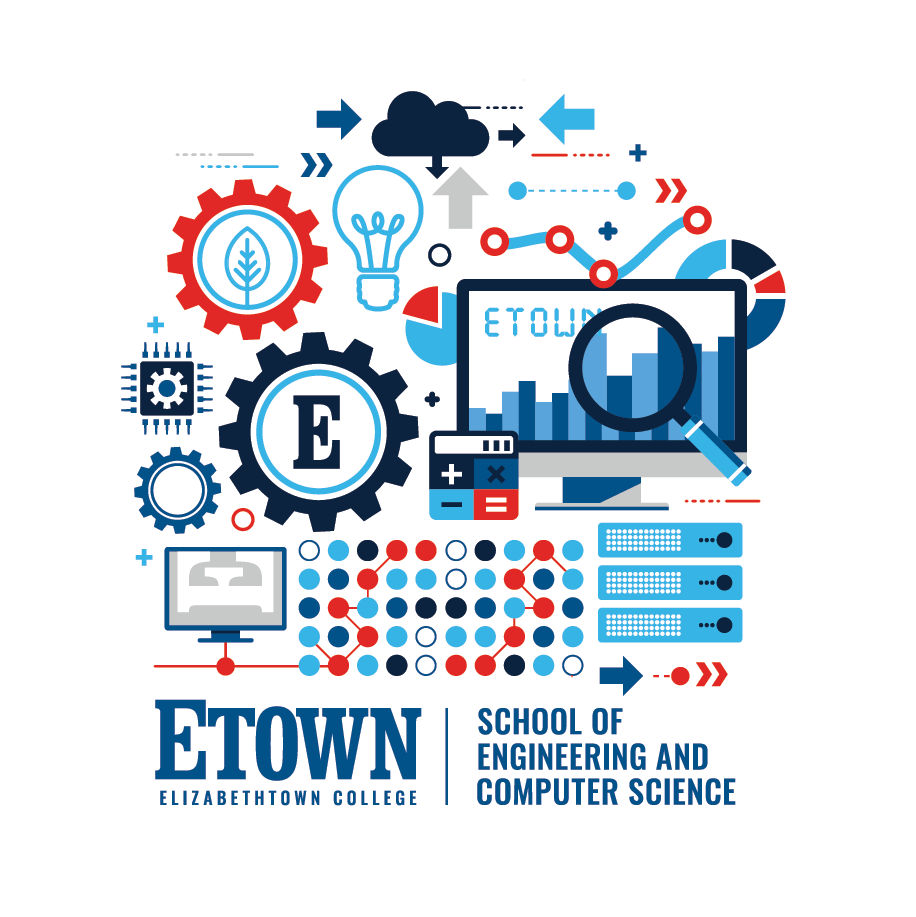 ETOWN
E
ETOWN
ELIZABETHTOWN COLLEGE
SCHOOL OF
ENGINEERING AND
COMPUTER SCIENCE